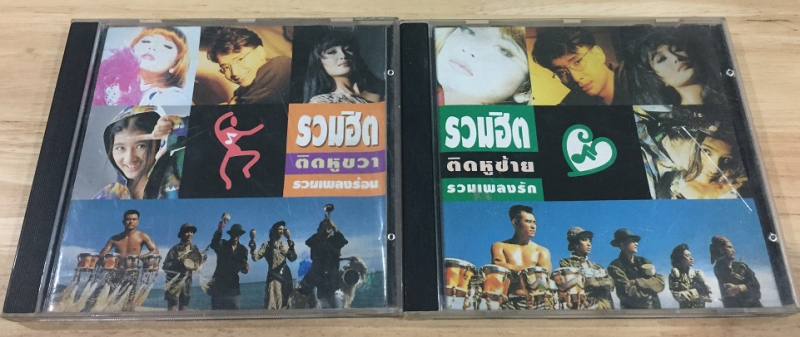 รวมฮิต
ติดหูขวา
รวมเพลงร่อน
รวมฮิต
ติดหูซ้าย
รวมเพลงรัก